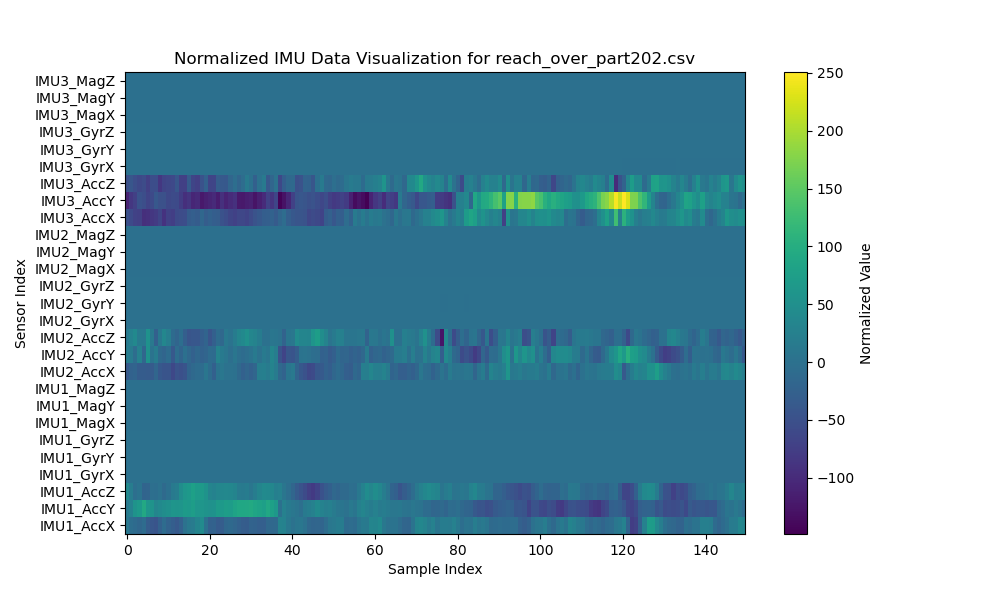 Normalized IMU Data Visualization for reach_over_part202.csv
IMU3_MagZ
IMU3_MagY
IMU3_MagX
IMU3_GyrZ
IMU3_GyrY
IMU3_GyrX
IMU3_AccZ
IMU3_AccY
IMU3_AccX
IMU2_MagZ
IMU2_MagY
IMU2_MagX
IMU2_GyrZ
IMU2_GyrY
IMU2_GyrX
IMU2_AccZ
IMU2_AccY
IMU2_AccX
IMU1_MagZ
IMU1_MagY
IMU1_MagX
IMU1_GyrZ
IMU1_GyrY
IMU1_GyrX
IMU1_AccZ
IMU1_AccY
IMU1_AccX
Sensor Index
0 20 40 60 80 100 120 140
Sample Index
250
200
150
100
50
0
−50
−100
Normalized Value